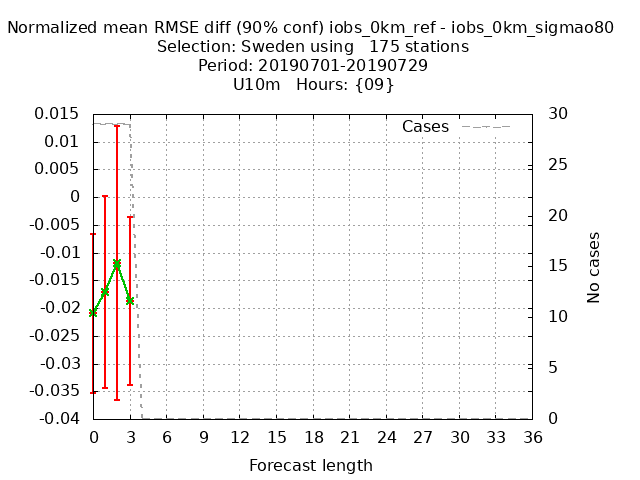 Normalized mean RMSE diff (90% conf) iobs_0km_ref - iobs_0km_sigmao80
Selection: Sweden using   175 stations
Period: 20190701-20190729
U10m   Hours: {09}
Cases
0.015
0.01
0.005
0
-0.005
-0.01
-0.015
-0.02
-0.025
-0.03
-0.035
-0.04
30
25
20
15
10
5
0
No cases
0 3 6 9 12 15 18 21 24 27 30 33 36
Forecast length